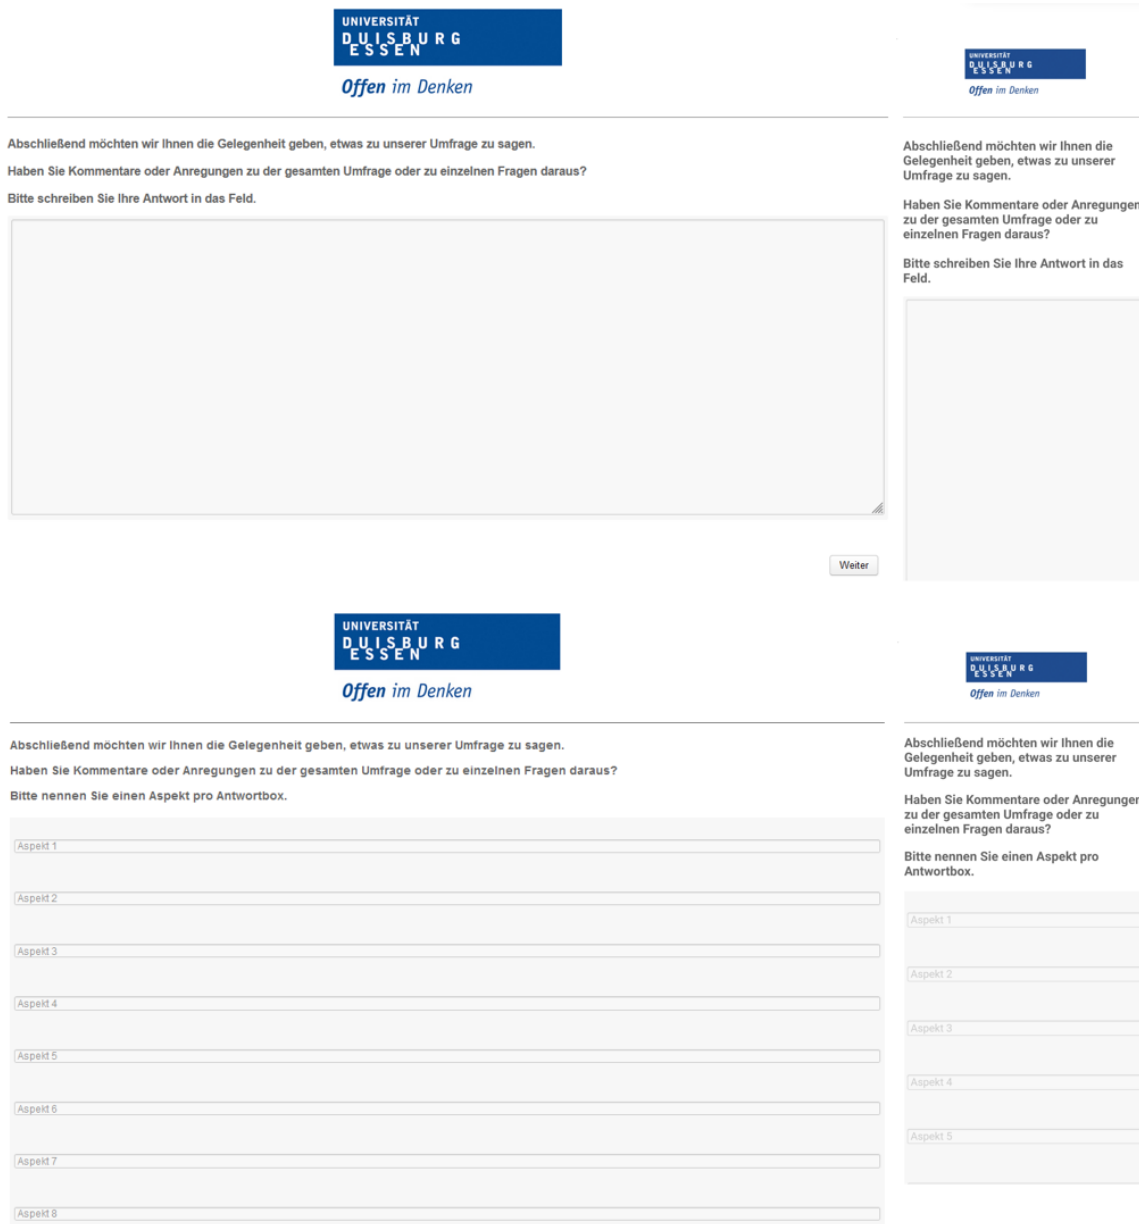 UNIVERSITÄT
DUISBURG
ESSEN
Offen im Denken
Abschließend möchten wir Ihnen die Gelegenheit geben, etwas zu unserer Umfrage zu sagen.
Haben Sie Kommentare oder Anregungen zu der gesamten Umfrage oder zu einzelnen Fragen daraus?
Bitte schreiben Sie Ihre Antwort in das Feld.
Weiter
UNIVERSITÄT
DUISBURG
ESSEN
Offen im Denken
Abschließend möchten wir Ihnen die
Gelegenheit geben, etwas zu unserer
Umfrage zu sagen.
Haben Sie Kommentare oder Anregungen
zu der gesamten Umfrage oder zu
einzelnen Fragen daraus?
Bitte schreiben Sie Ihre Antwort in das
Feld.
UNIVERSITÄT
DUISBURG
ESSEN
Offen im Denken
Abschließend möchten wir Ihnen die Gelegenheit geben, etwas zu unserer Umfrage zu sagen.
Haben Sie Kommentare oder Anregungen zu der gesamten Umfrage oder zu einzelnen Fragen daraus?
Bitte nennen Sie einen Aspekt pro Antwortbox.
Aspekt 1
Aspekt 2
Aspekt 3
Aspekt 4
Aspekt 5
Aspekt 6
Aspekt 7
Aspekt 8
UNIVERSITÄT
DUISBURG
ESSEN
Offen im Denken
Abschließend möchten wir Ihnen die
Gelegenheit geben, etwas zu unserer
Umfrage zu sagen.
Haben Sie Kommentare oder Anregungen
zu der gesamten Umfrage oder zu
einzelnen Fragen daraus?
Bitte nennen Sie einen Aspekt pro
Antwortbox.
Aspekt 1
Aspekt 2
Aspekt 3
Aspekt 4
Aspekt 5